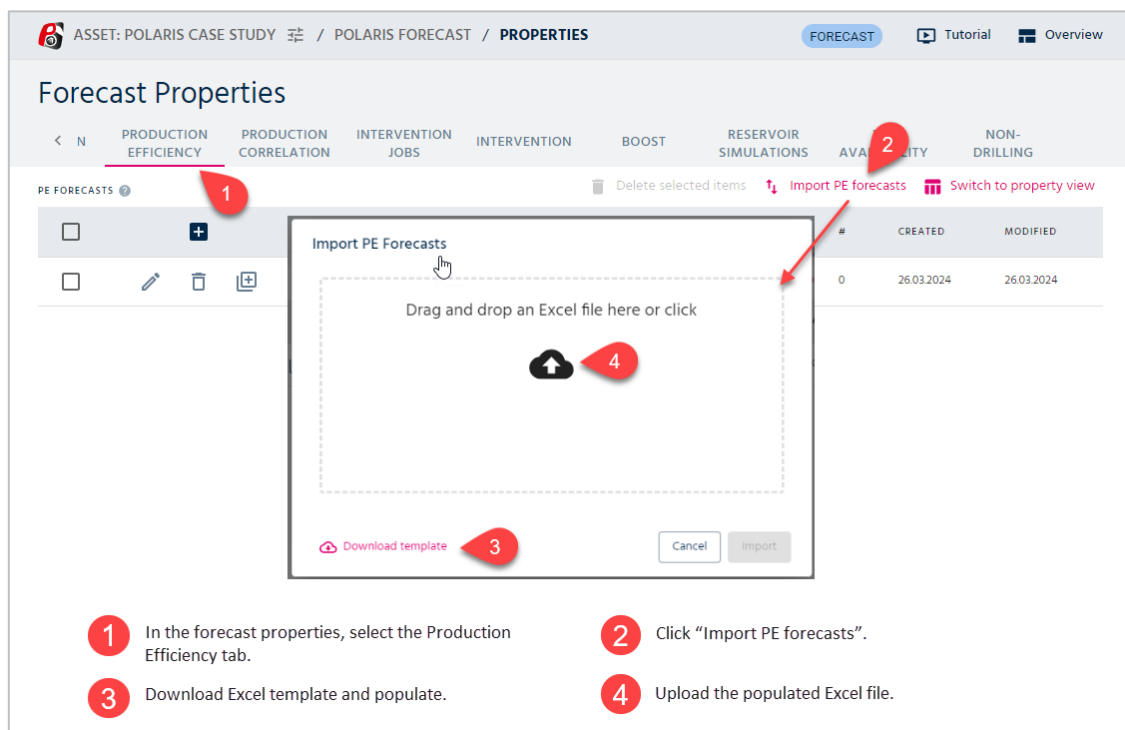 ASSET: POLARIS CASE STUDY / POLARIS FORECAST / PROPERTIES
FORECAST
Tutorial
Overview
Forecast Properties
< N
PRODUCTION EFFICIENCY
PRODUCTION CORRELATION
INTERVENTION JOBS
INTERVENTION
BOOST
RESERVOIR SIMULATIONS
2
NON-DRILLING
PE FORECASTS
1
Delete selected items
Import PE forecasts
Switch to property view
#
CREATED
MODIFIED
0
26.03.2024
26.03.2024
Import PE Forecasts
Drag and drop an Excel file here or click
4
Download template
3
Cancel
Import
1 In the forecast properties, select the Production
Efficiency tab.
2 Click “Import PE forecasts”.
3 Download Excel template and populate.
4 Upload the populated Excel file.